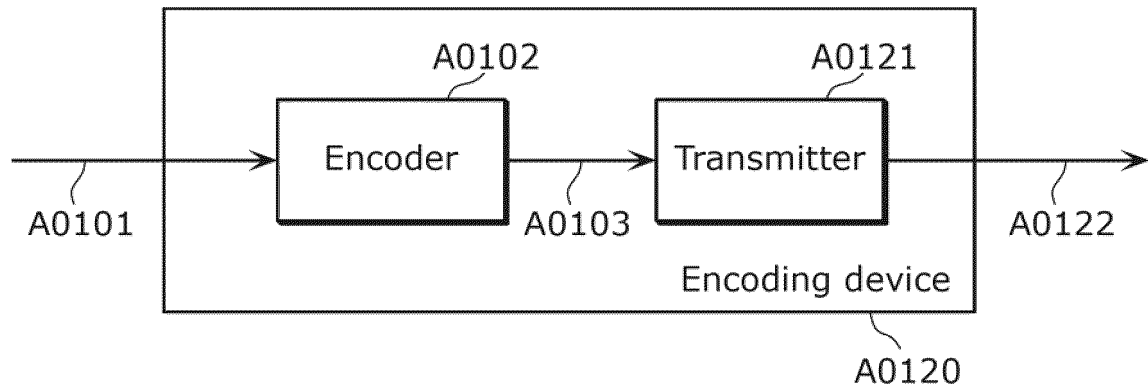 A0102
A0121
Encoder
Transmitter
A0101
A0103
A0122
Encoding device
A0120